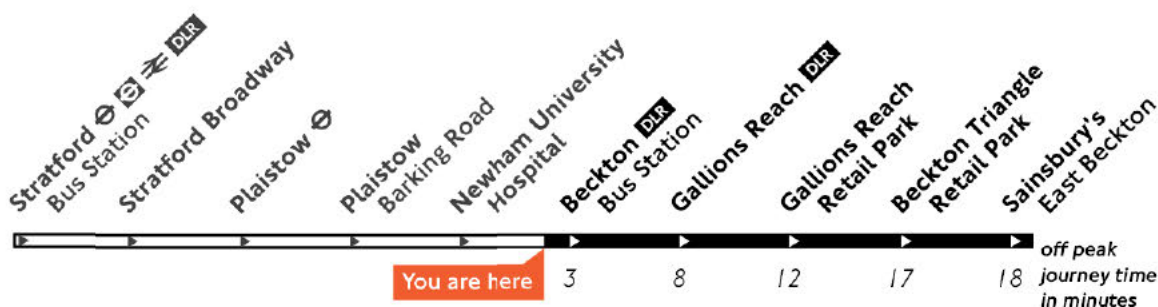 Stratford DLR
Bus Station
Stratford Broadway
Plaistow
Plaistow
Barking Road
Newham University
Hospital
Beckton DLR
Bus Station
Gallions Reach DLR
Gallions Reach
Retail Park
Beckton Triangle
Retail Park
Sainsbury's
East Beckton
You are here
3 8 12 17 18
off peak
journey time
in minutes